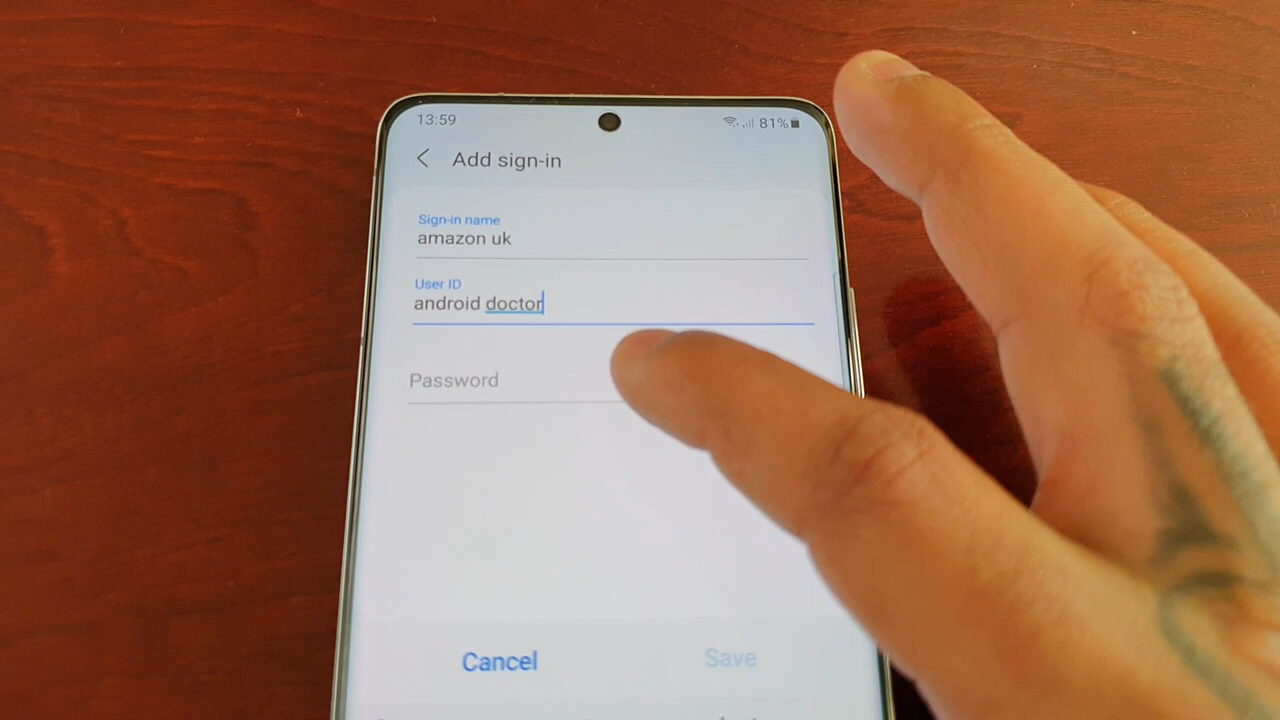 13:59 81%
Add sign-in
Sign-in name
amazon uk
User ID
android doctor
Password
Cancel Save